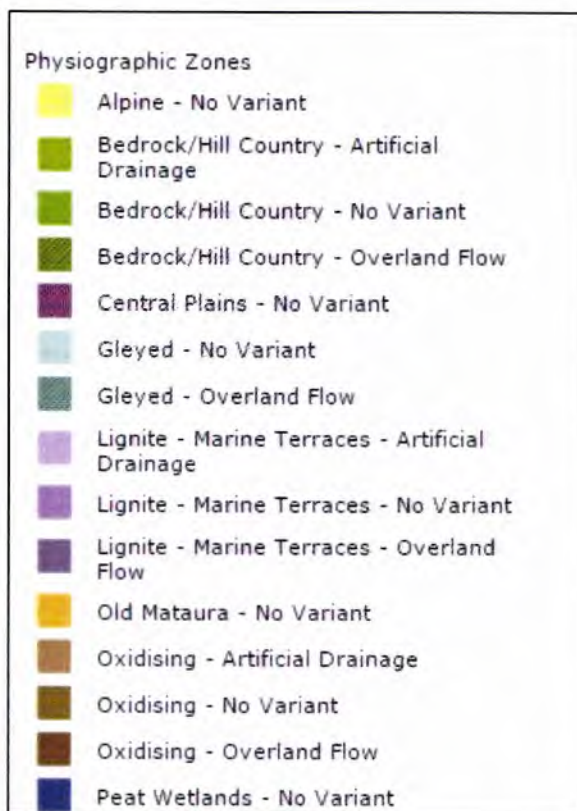 Physiographic Zones
Alpine - No Variant
Bedrock/Hill Country - Artificial
Drainage
Bedrock/Hill Country - No Variant
Bedrock/Hill Country - Overland Flow
Central Plains - No Variant
Gleyed - No Variant
Gleyed - Overland Flow
Lignite - Marine Terraces - Artificial
Drainage
Lignite - Marine Terraces - No Variant
Lignite - Marine Terraces - Overland
Flow
Old Mataura - No Variant
Oxidising - Artificial Drainage
Oxidising - No Variant
Oxidising - Overland Flow
Peat Wetlands - No Variant